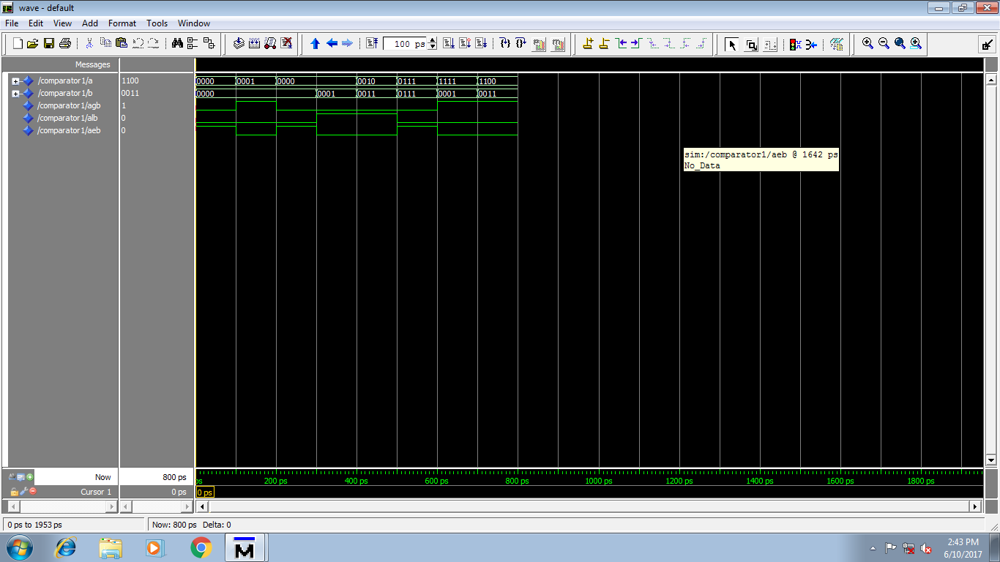 wave - default
File Edit View Add Format Tools Window
100 ps
Messages
/comparator1/a 1100 0000 0001 0000 0010 0111 1111 1100
/comparator1/b 0011 0000 0001 0011 0111 0001 0011
/comparator1/agb 1
/comparator1/alb 0
/comparator1/aeb 0
sim:/comparator1/aeb @ 1642 ps
No_Data
Now 800 ps ps 200 ps 400 ps 600 ps 800 ps 1000 ps 1200 ps 1400 ps 1600 ps 1800 ps
Cursor 1 0 ps 0 ps
0 ps to 1953 ps Now: 800 ps Delta: 0
M
2:43 PM
6/10/2017